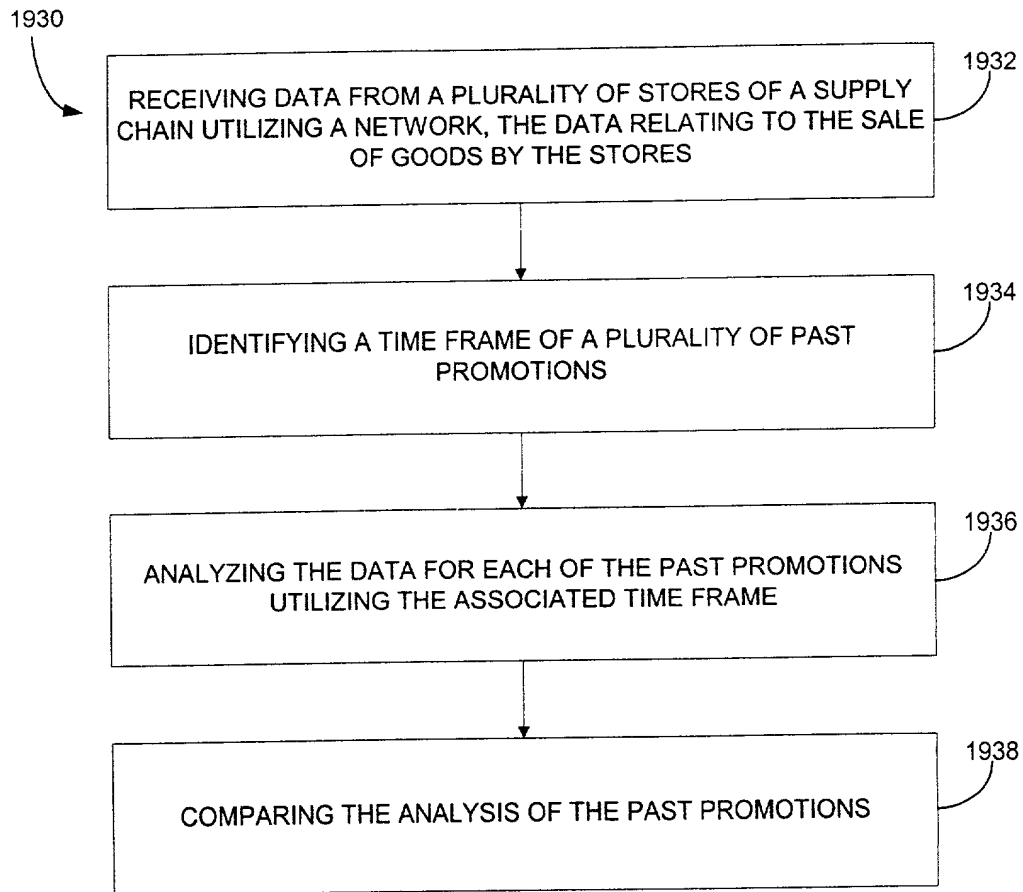 1930
1932
RECEIVING DATA FROM A PLURALITY OF STORES OF A SUPPLY
CHAIN UTILIZING A NETWORK, THE DATA RELATING TO THE SALE
OF GOODS BY THE STORES
1934
IDENTIFYING A TIME FRAME OF A PLURALITY OF PAST
PROMOTIONS
1936
ANALYZING THE DATA FOR EACH OF THE PAST PROMOTIONS
UTILIZING THE ASSOCIATED TIME FRAME
1938
COMPARING THE ANALYSIS OF THE PAST PROMOTIONS